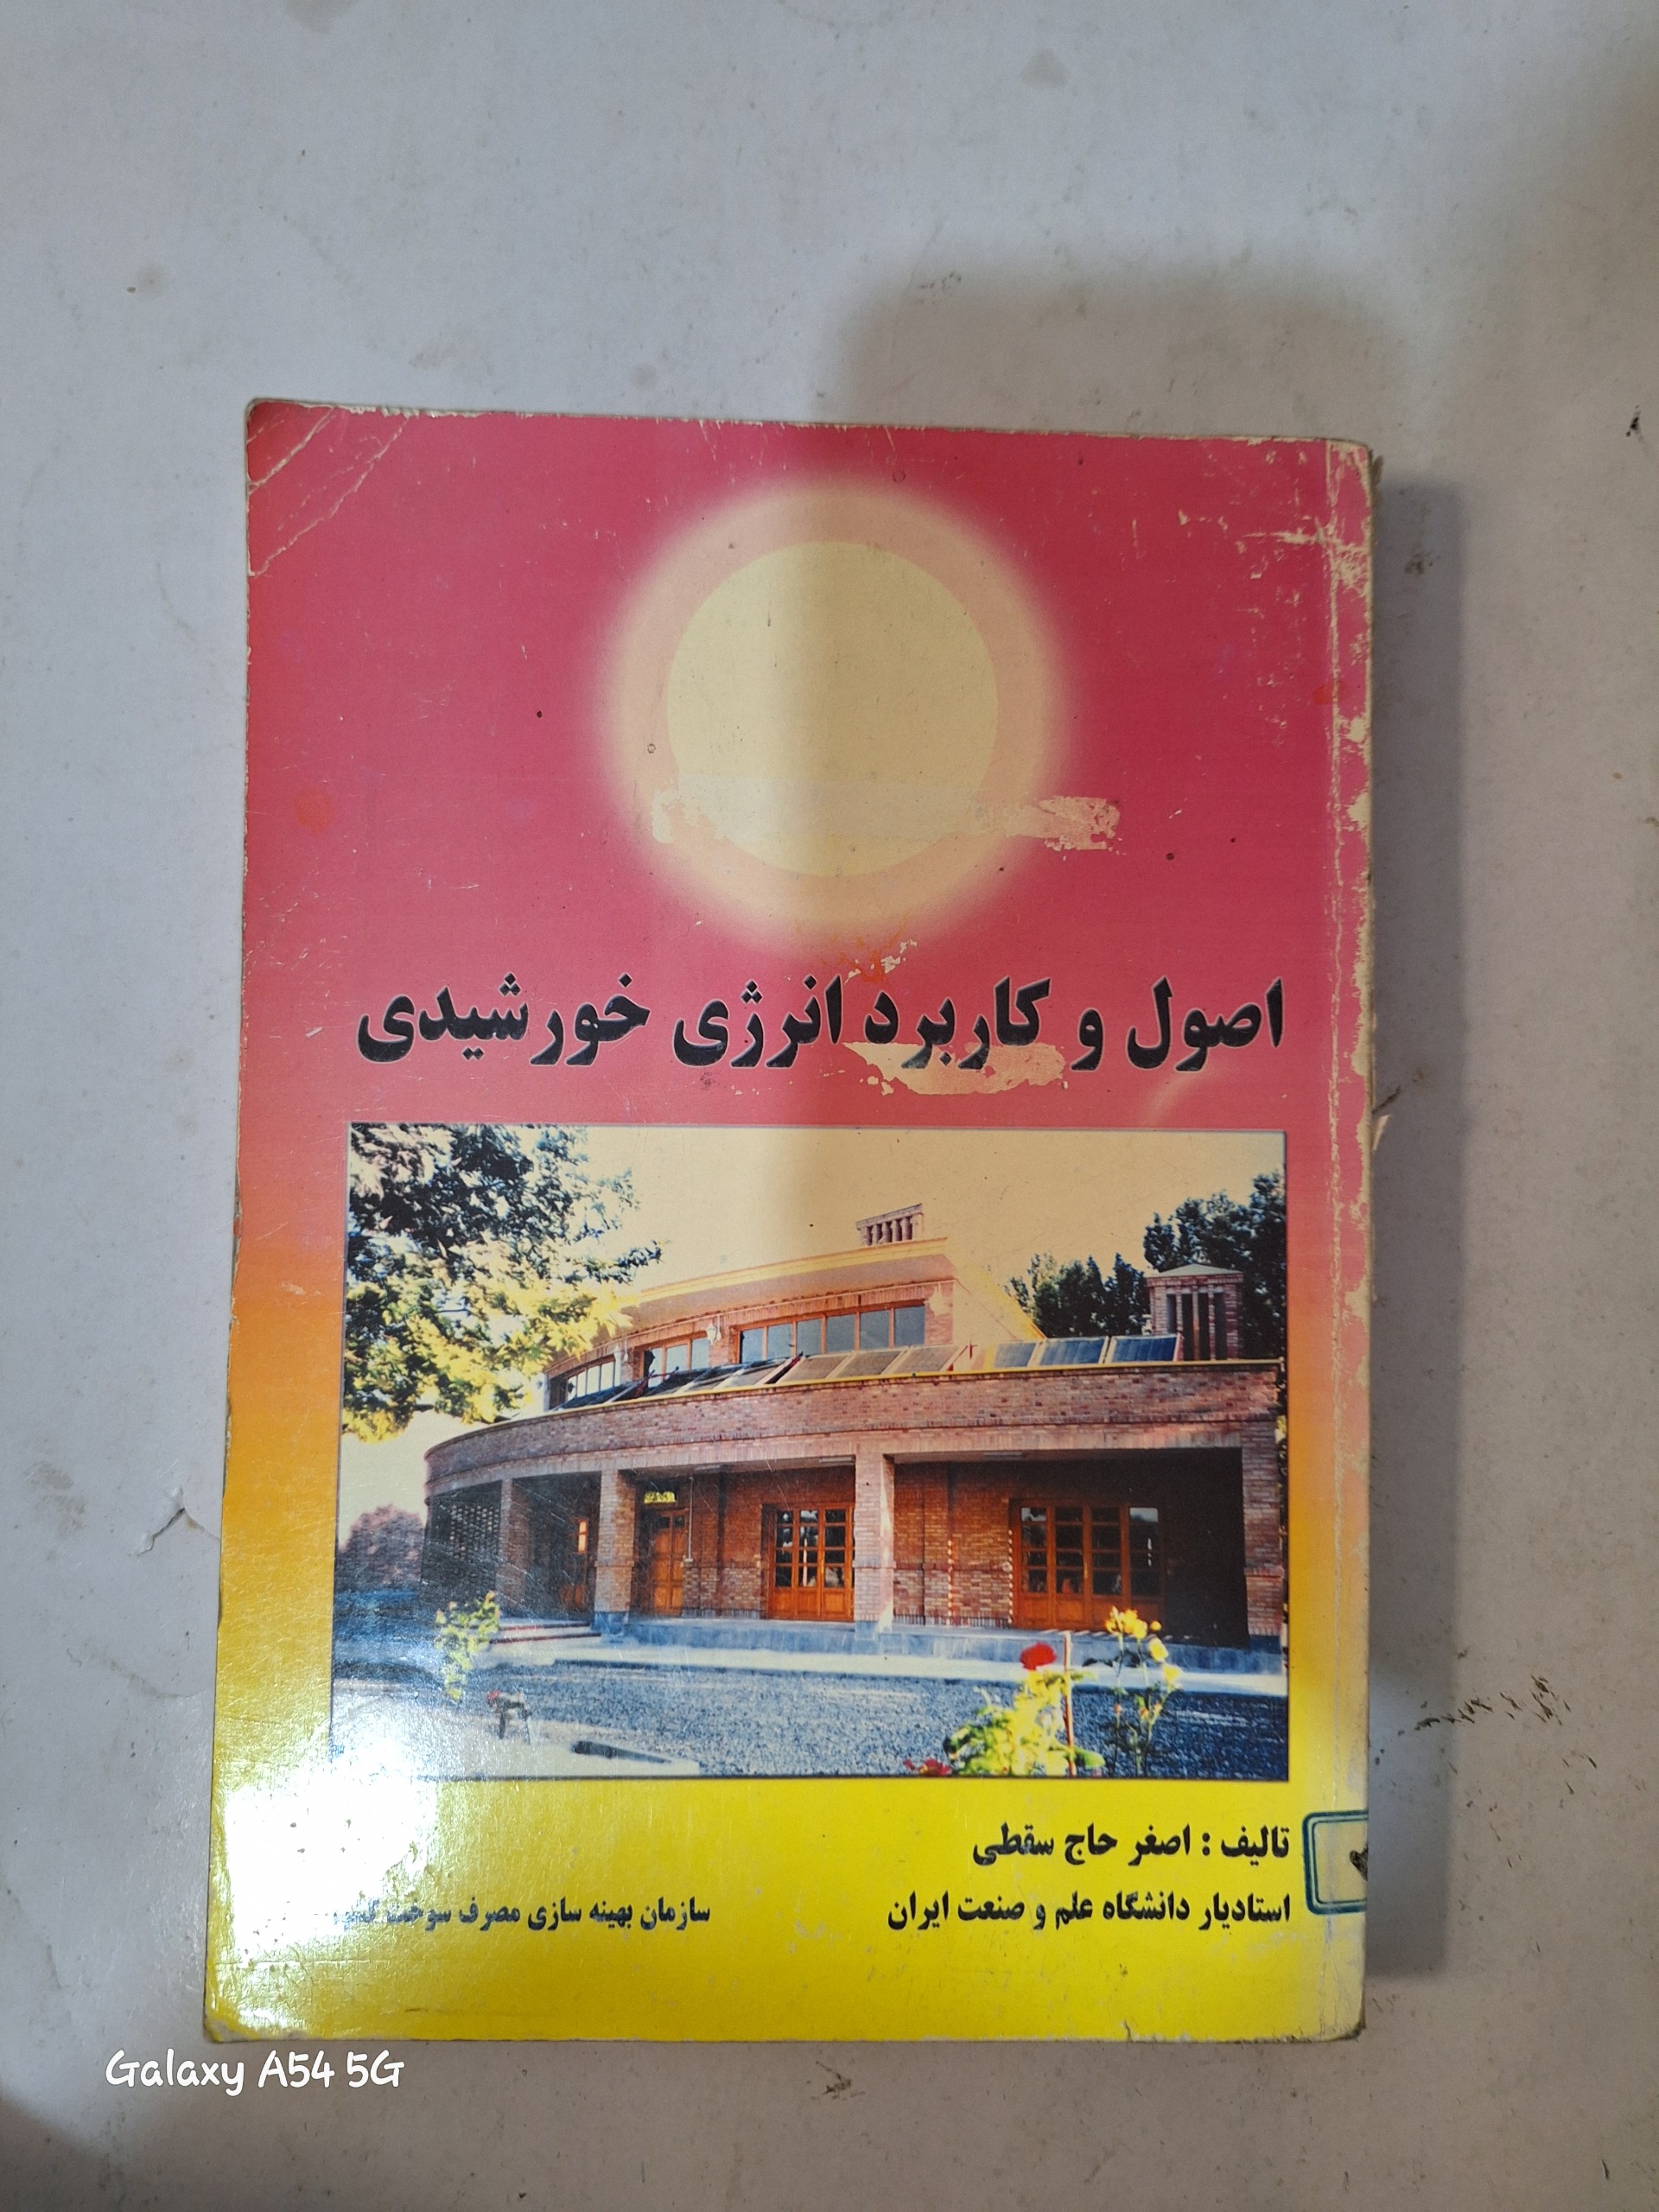 اصول و کاربرد انرژی خورشیدی
تالیف : اصغر حاج سقطی
استادیار دانشگاه علم و صنعت ایران
سازمان بهینه سازی مصرف سوخت کشور
Galaxy A54 5G